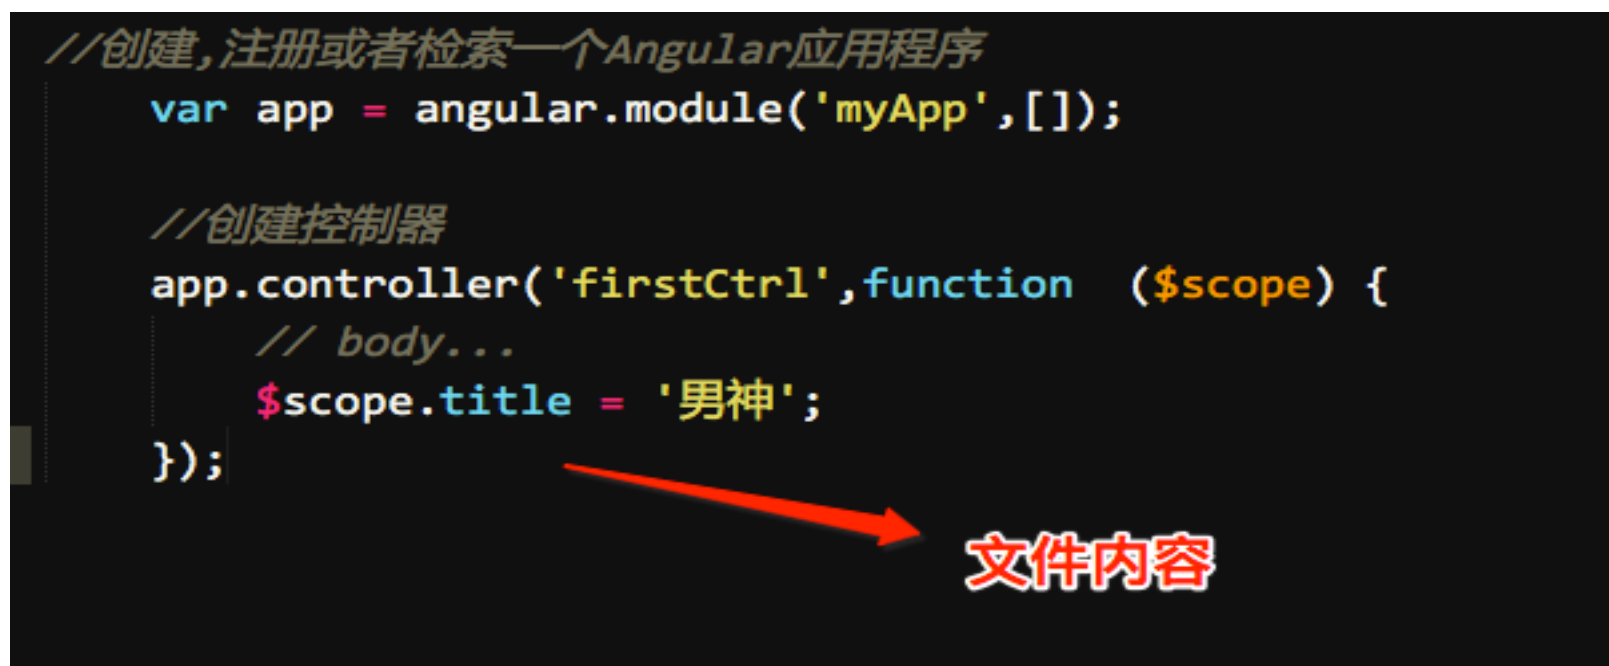 //创建,注册或者检索一个Angular应用程序
var app = angular.module('myApp',[]);
//创建控制器
app.controller('firstCtrl',function  ($scope) {
// body...
$scope.title = '男神';
});
文件内容